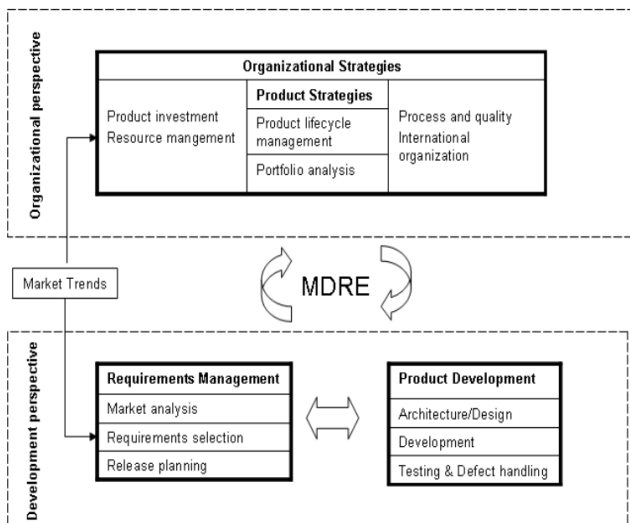 Organizational perspective
Organizational Strategies
Product investment
Resource mangement
Product Strategies
Product lifecycle
management
Portfolio analysis
Process and quality
International
organization
Market Trends
MDRE
Development perspective
Requirements Management
Market analysis
Requirements selection
Release planning
Product Development
Architecture/Design
Development
Testing & Defect handling